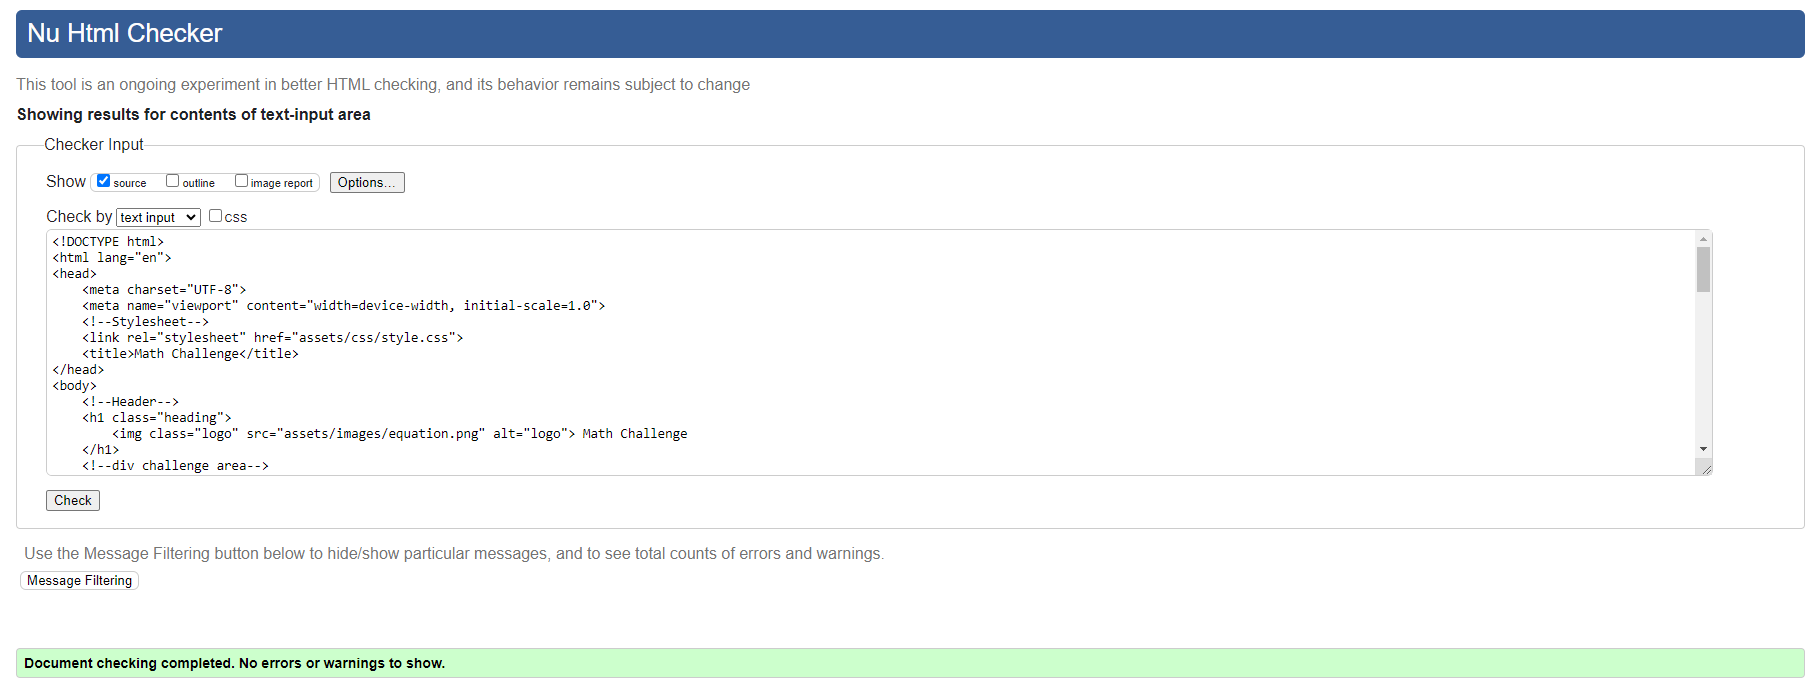 Nu Html Checker
This tool is an ongoing experiment in better HTML checking, and its behavior remains subject to change
Showing results for contents of text-input area
Checker Input
Show source outline image report Options...
Check by text input css
<!DOCTYPE html>
<html lang="en">
<head>
    <meta charset="UTF-8">
    <meta name="viewport" content="width=device-width, initial-scale=1.0">
    <!--Stylesheet-->
    <link rel="stylesheet" href="assets/css/style.css">
    <title>Math Challenge</title>
</head>
<body>
    <!--Header-->
    <h1 class="heading">
        <img class="logo" src="assets/images/equation.png" alt="logo"> Math Challenge
    </h1>
    <!--div challenge area-->
Check
Use the Message Filtering button below to hide/show particular messages, and to see total counts of errors and warnings.
Message Filtering
Document checking completed. No errors or warnings to show.